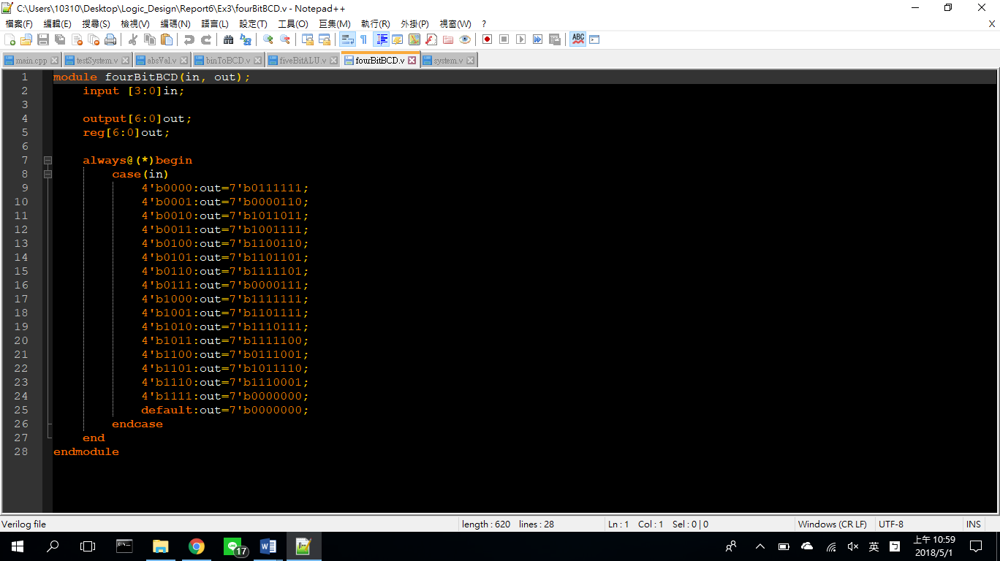 C:\Users\10310\Desktop\Logic_Design\Report6\Ex3\fourBitBCD.v - Notepad++
檔案(F) 編輯(E) 搜尋(S) 檢視(V) 編碼(N) 語言(L) 設定(T) 工具(O) 巨集(M) 執行(R) 外掛(P) 視窗(W) ? X
main.cpp testSystem.v absVal.v binToBCD.v fiveBitALU.v fourBitBCD.v system.v
1 module fourBitBCD(in, out);
2 input [3:0]in;
3
4 output[6:0]out;
5 reg[6:0]out;
6
7 always@(*)begin
8 case(in)
9 4'b0000:out=7'b0111111;
10 4'b0001:out=7'b0000110;
11 4'b0010:out=7'b1011011;
12 4'b0011:out=7'b1001111;
13 4'b0100:out=7'b1100110;
14 4'b0101:out=7'b1101101;
15 4'b0110:out=7'b1111101;
16 4'b0111:out=7'b0000111;
17 4'b1000:out=7'b1111111;
18 4'b1001:out=7'b1101111;
19 4'b1010:out=7'b1110111;
20 4'b1011:out=7'b1111100;
21 4'b1100:out=7'b0111001;
22 4'b1101:out=7'b1011110;
23 4'b1110:out=7'b1110001;
24 4'b1111:out=7'b0000000;
25 default:out=7'b0000000;
26 endcase
27 end
28 endmodule
Verilog file length : 620 lines : 28 Ln : 1 Col : 1 Sel : 0 | 0 Windows (CR LF) UTF-8 INS
17 英 上午 10:59
2018/5/1